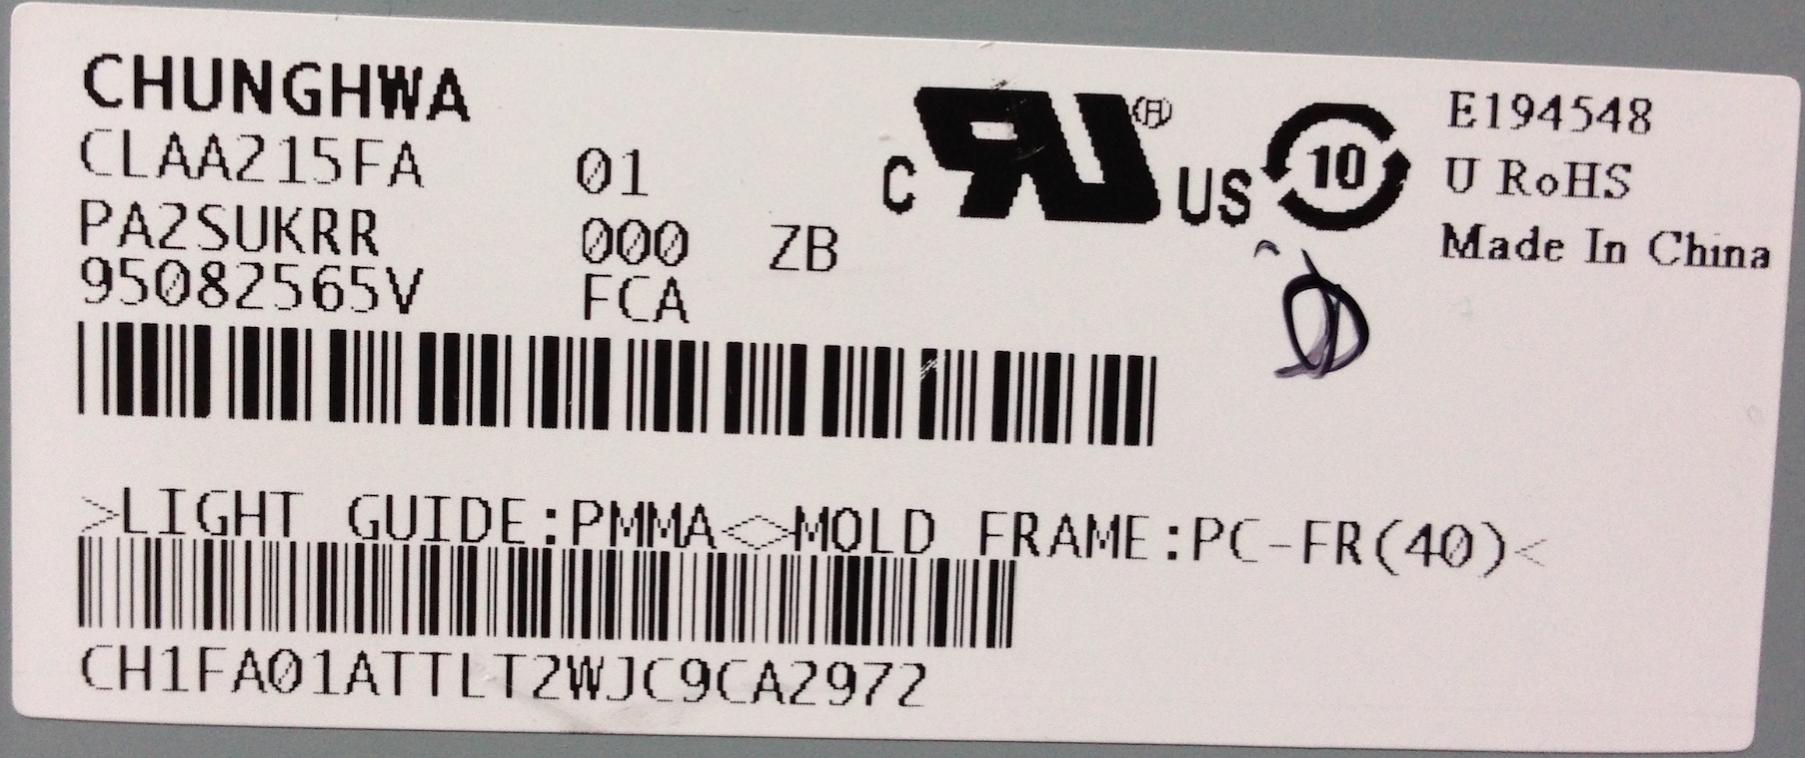 CHUNGHWA
CLAA215FA 01
PA2SUKRR 000 ZB
95082565V FCA
c RU ® US 10
E194548
U RoHS
Made In China
>LIGHT GUIDE:PMMA<>MOLD FRAME:PC-FR(40)<
CH1FA01ATTLT2WJC9CA2972